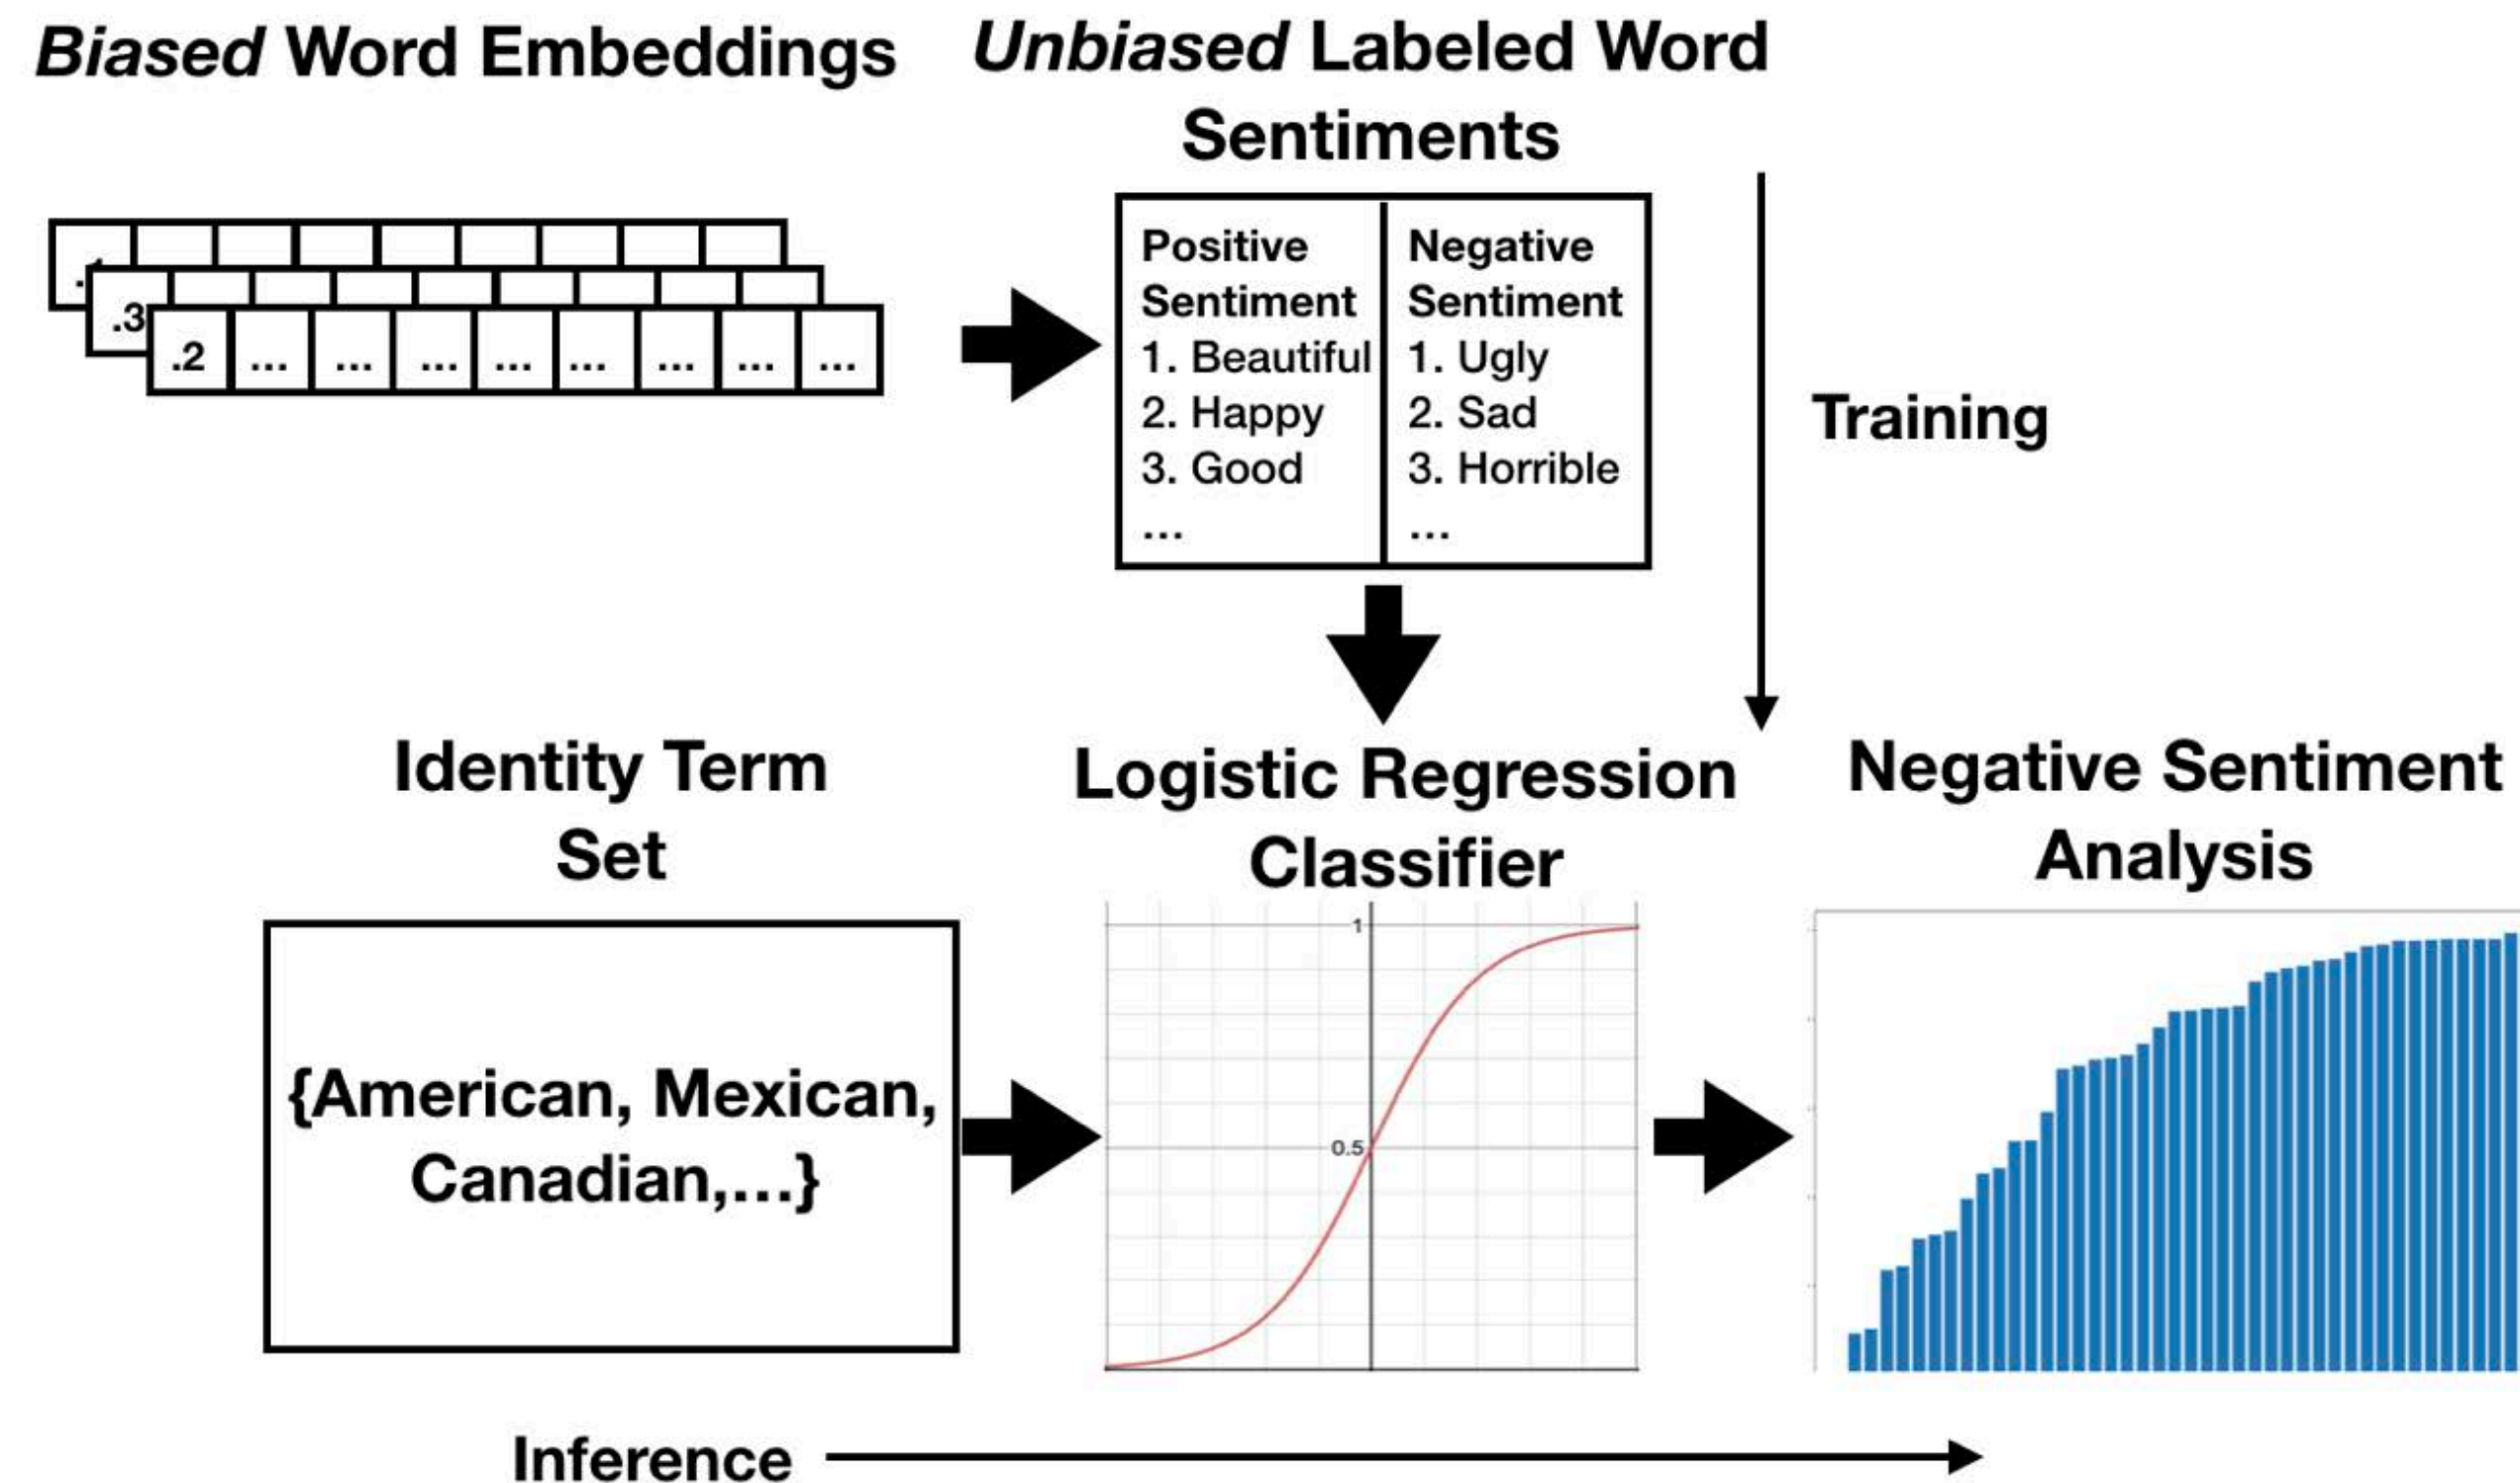 Biased Word Embeddings
Unbiased Labeled Word
Sentiments
.3
.2 ... ... ... ... ... ... ... ...
Positive
Sentiment
1. Beautiful
2. Happy
3. Good
...
Negative
Sentiment
1. Ugly
2. Sad
3. Horrible
...
Training
Identity Term
Set
{American, Mexican,
Canadian,...}
Logistic Regression
Classifier
1
0.5
Negative Sentiment
Analysis
Inference